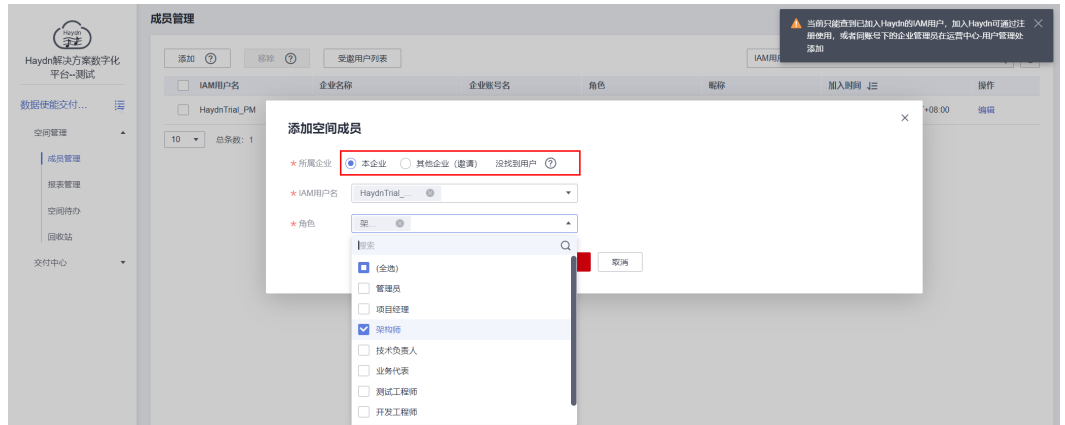 成员管理
当前只能查到已加入Haydn的IAM用户，加入Haydn可通过注
册使用，或者同账号下的企业管理员在运营中心-用户管理处
添加
Haydn
Haydn解决方案数字化
平台--测试
添加
移除
受邀用户列表
IAM用户
IAM用户名 企业名称 企业账号名 角色 昵称 加入时间 操作
数据使能交付...
HaydnTrial_PM
+08:00 编辑
10 总条数：1
空间管理
成员管理
报表管理
空间待办
回收站
交付中心
添加空间成员
* 所属企业 本企业 其他企业（邀请） 没找到用户
* IAM用户名 HaydnTrial_...
* 角色 架...
搜索
取消
(全选)
管理员
项目经理
架构师
技术负责人
业务代表
测试工程师
开发工程师